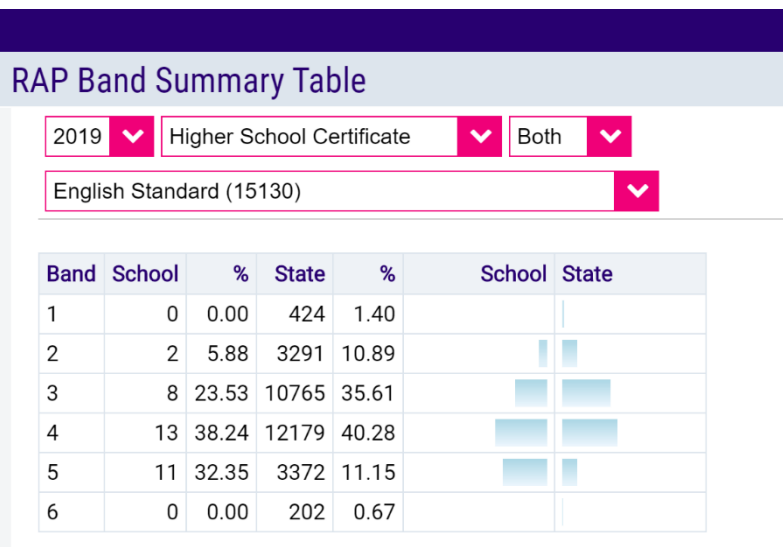 RAP Band Summary Table
2019 Higher School Certificate Both
English Standard (15130)
Band School % State % School State
1 0 0.00 424 1.40
2 2 5.88 3291 10.89
3 8 23.53 10765 35.61
4 13 38.24 12179 40.28
5 11 32.35 3372 11.15
6 0 0.00 202 0.67